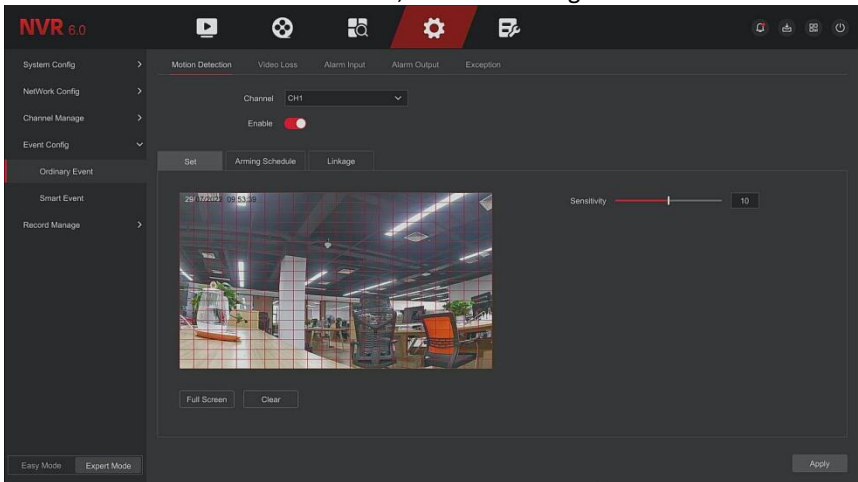 NVR 6.0
System Config
NetWork Config
Channel Manage
Event Config
Ordinary Event
Smart Event
Record Manage
Easy Mode
Expert Mode
Motion Detection Video Loss Alarm Input Alarm Output Exception
Channel CH1
Enable
Set Arming Schedule Linkage
09:53:39
Sensitivity 10
Full Screen Clear
Apply